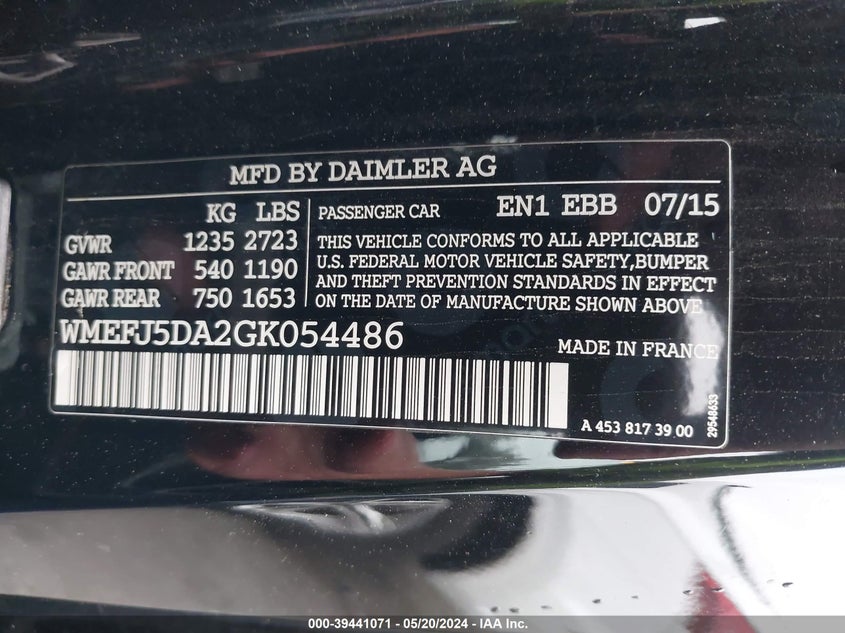 MFD BY DAIMLER AG
KG LBS
GVWR 1235 2723
GAWR FRONT 540 1190
GAWR REAR 750 1653
PASSENGER CAR EN1 EBB 07/15
THIS VEHICLE CONFORMS TO ALL APPLICABLE
U.S. FEDERAL MOTOR VEHICLE SAFETY,BUMPER
AND THEFT PREVENTION STANDARDS IN EFFECT
ON THE DATE OF MANUFACTURE SHOWN ABOVE
WMEFJ5DA2GK054486
MADE IN FRANCE
A 453 817 39 00
29548633
000-39441071 - 05/20/2024 - IAA Inc.